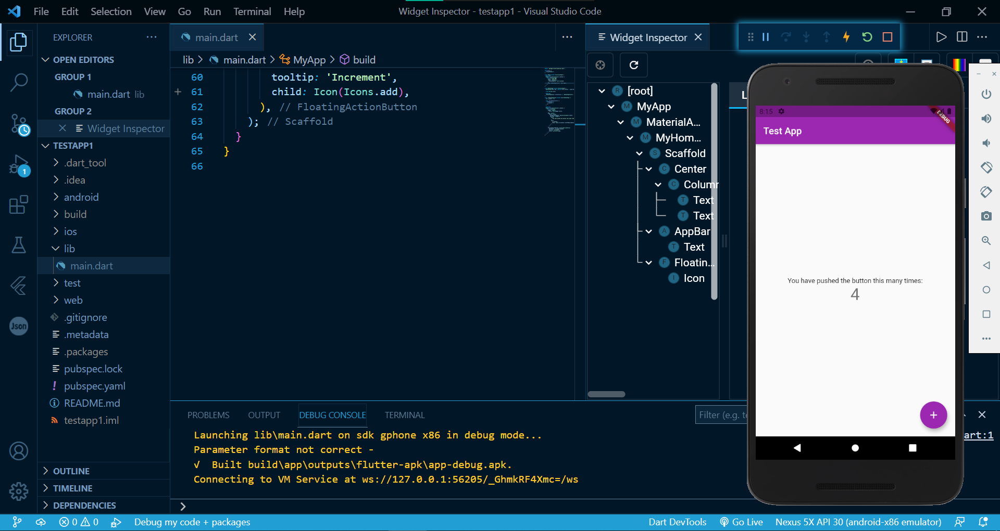 File Edit Selection View Go Run Terminal Help
Widget Inspector - testapp1 - Visual Studio Code
EXPLORER
OPEN EDITORS
GROUP 1
main.dart lib
GROUP 2
Widget Inspector
TESTAPP1
.dart_tool
.idea
android
build
ios
lib
main.dart
test
web
.gitignore
.metadata
.packages
pubspec.lock
pubspec.yaml
README.md
testapp1.iml
OUTLINE
TIMELINE
DEPENDENCIES
1
Json
main.dart
lib > main.dart > MyApp > build
60 tooltip: 'Increment',
61 child: Icon(Icons.add),
62 ), // FloatingActionButton
63 ); // Scaffold
64 }
65 }
66
Widget Inspector
[root]
MyApp
MaterialA...
MyHom...
Scaffold
Center
Column
Text
Text
AppBar
Text
Floatin...
Icon
8:15
DEBUG
Test App
You have pushed the button this many times:
4
PROBLEMS OUTPUT DEBUG CONSOLE TERMINAL
Filter (e.g. te
Launching lib\main.dart on sdk gphone x86 in debug mode...
art:1
Parameter format not correct -
√ Built build\app\outputs\flutter-apk\app-debug.apk.
Connecting to VM Service at ws://127.0.0.1:56205/_GhmkRF4Xmc=/ws
0 0 Debug my code + packages
Dart DevTools Go Live Nexus 5X API 30 (android-x86 emulator)